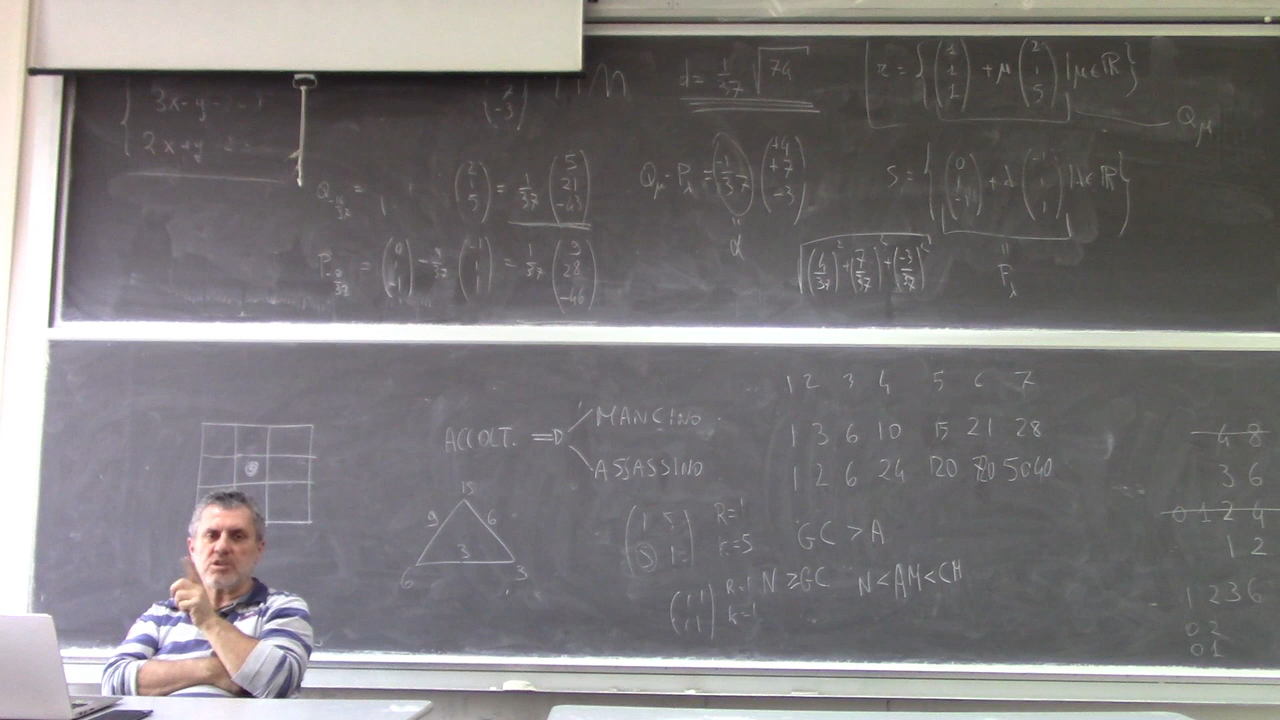 d = 1/37 √74
r = { (1 1 1) + μ (2 1 5) | μ∈ℝ }
Qμ
3x - y
2x + y
(2 1 5) = 1/37 (5 21 -43)
Qμ - Pλ = -1/37 (+4 +7 -3)
α
S = { (0 1 -1) + λ (-1 1 1) | λ∈ℝ }
= (0 1 -1) - 9/37 (-1 1 1) = 1/37 (9 28 -46)
√((4/37)² + (7/37)² + (-3/37)²)
Pλ
1 2 3 4 5 6 7
ACCOLT. ⇒ MANCINO
ASSASSINO
1 3 6 10 15 21 28
1 2 6 24 120 720 5040
4 8
3 6
0 1 2 4
1 2
1 2 3 6
0 2
0 1
15
9 6
3
6 3
R=1
r=5
GC > A
R=1
k=1
N ≥ GC
N < AM < CH